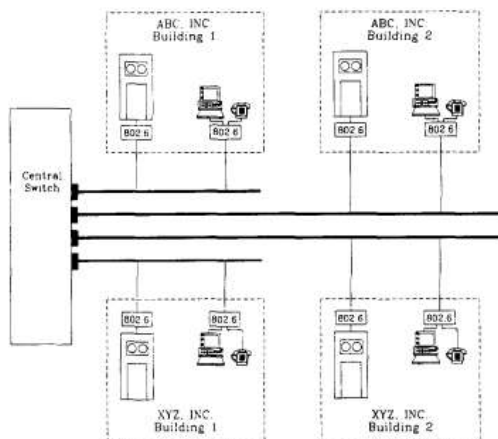 ABC, INC.
Building 1
ABC, INC.
Building 2
802.6
802.6
802.6
802.6
Central
Switch
802.6
802.6
802.6
802.6
XYZ, INC.
Building 1
XYZ, INC.
Building 2